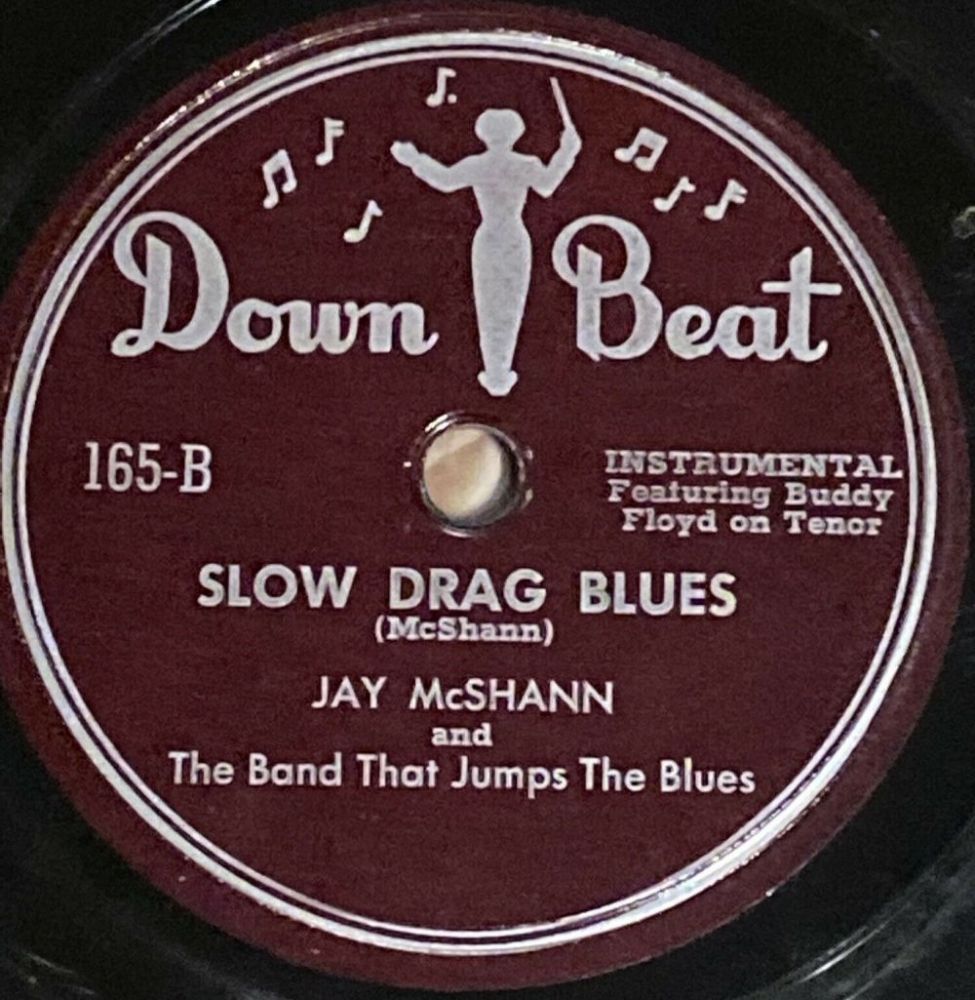 Down Beat
165-B
INSTRUMENTAL
Featuring Buddy
Floyd on Tenor
SLOW DRAG BLUES
(McShann)
JAY McSHANN
and
The Band That Jumps The Blues